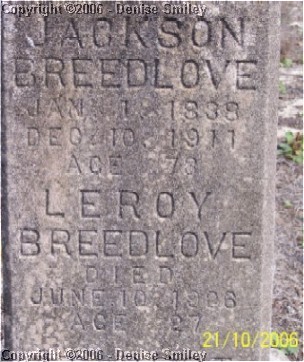 Copyright ©2006 - Denise Smiley
JACKSON
BREEDLOVE
JAN. 1. 1838
DEC. 10. 1911
AGE 73
LEROY
BREEDLOVE
DIED
JUNE 10
AGE 27
21/10/2006
Copyright ©2006 - Denise Smiley